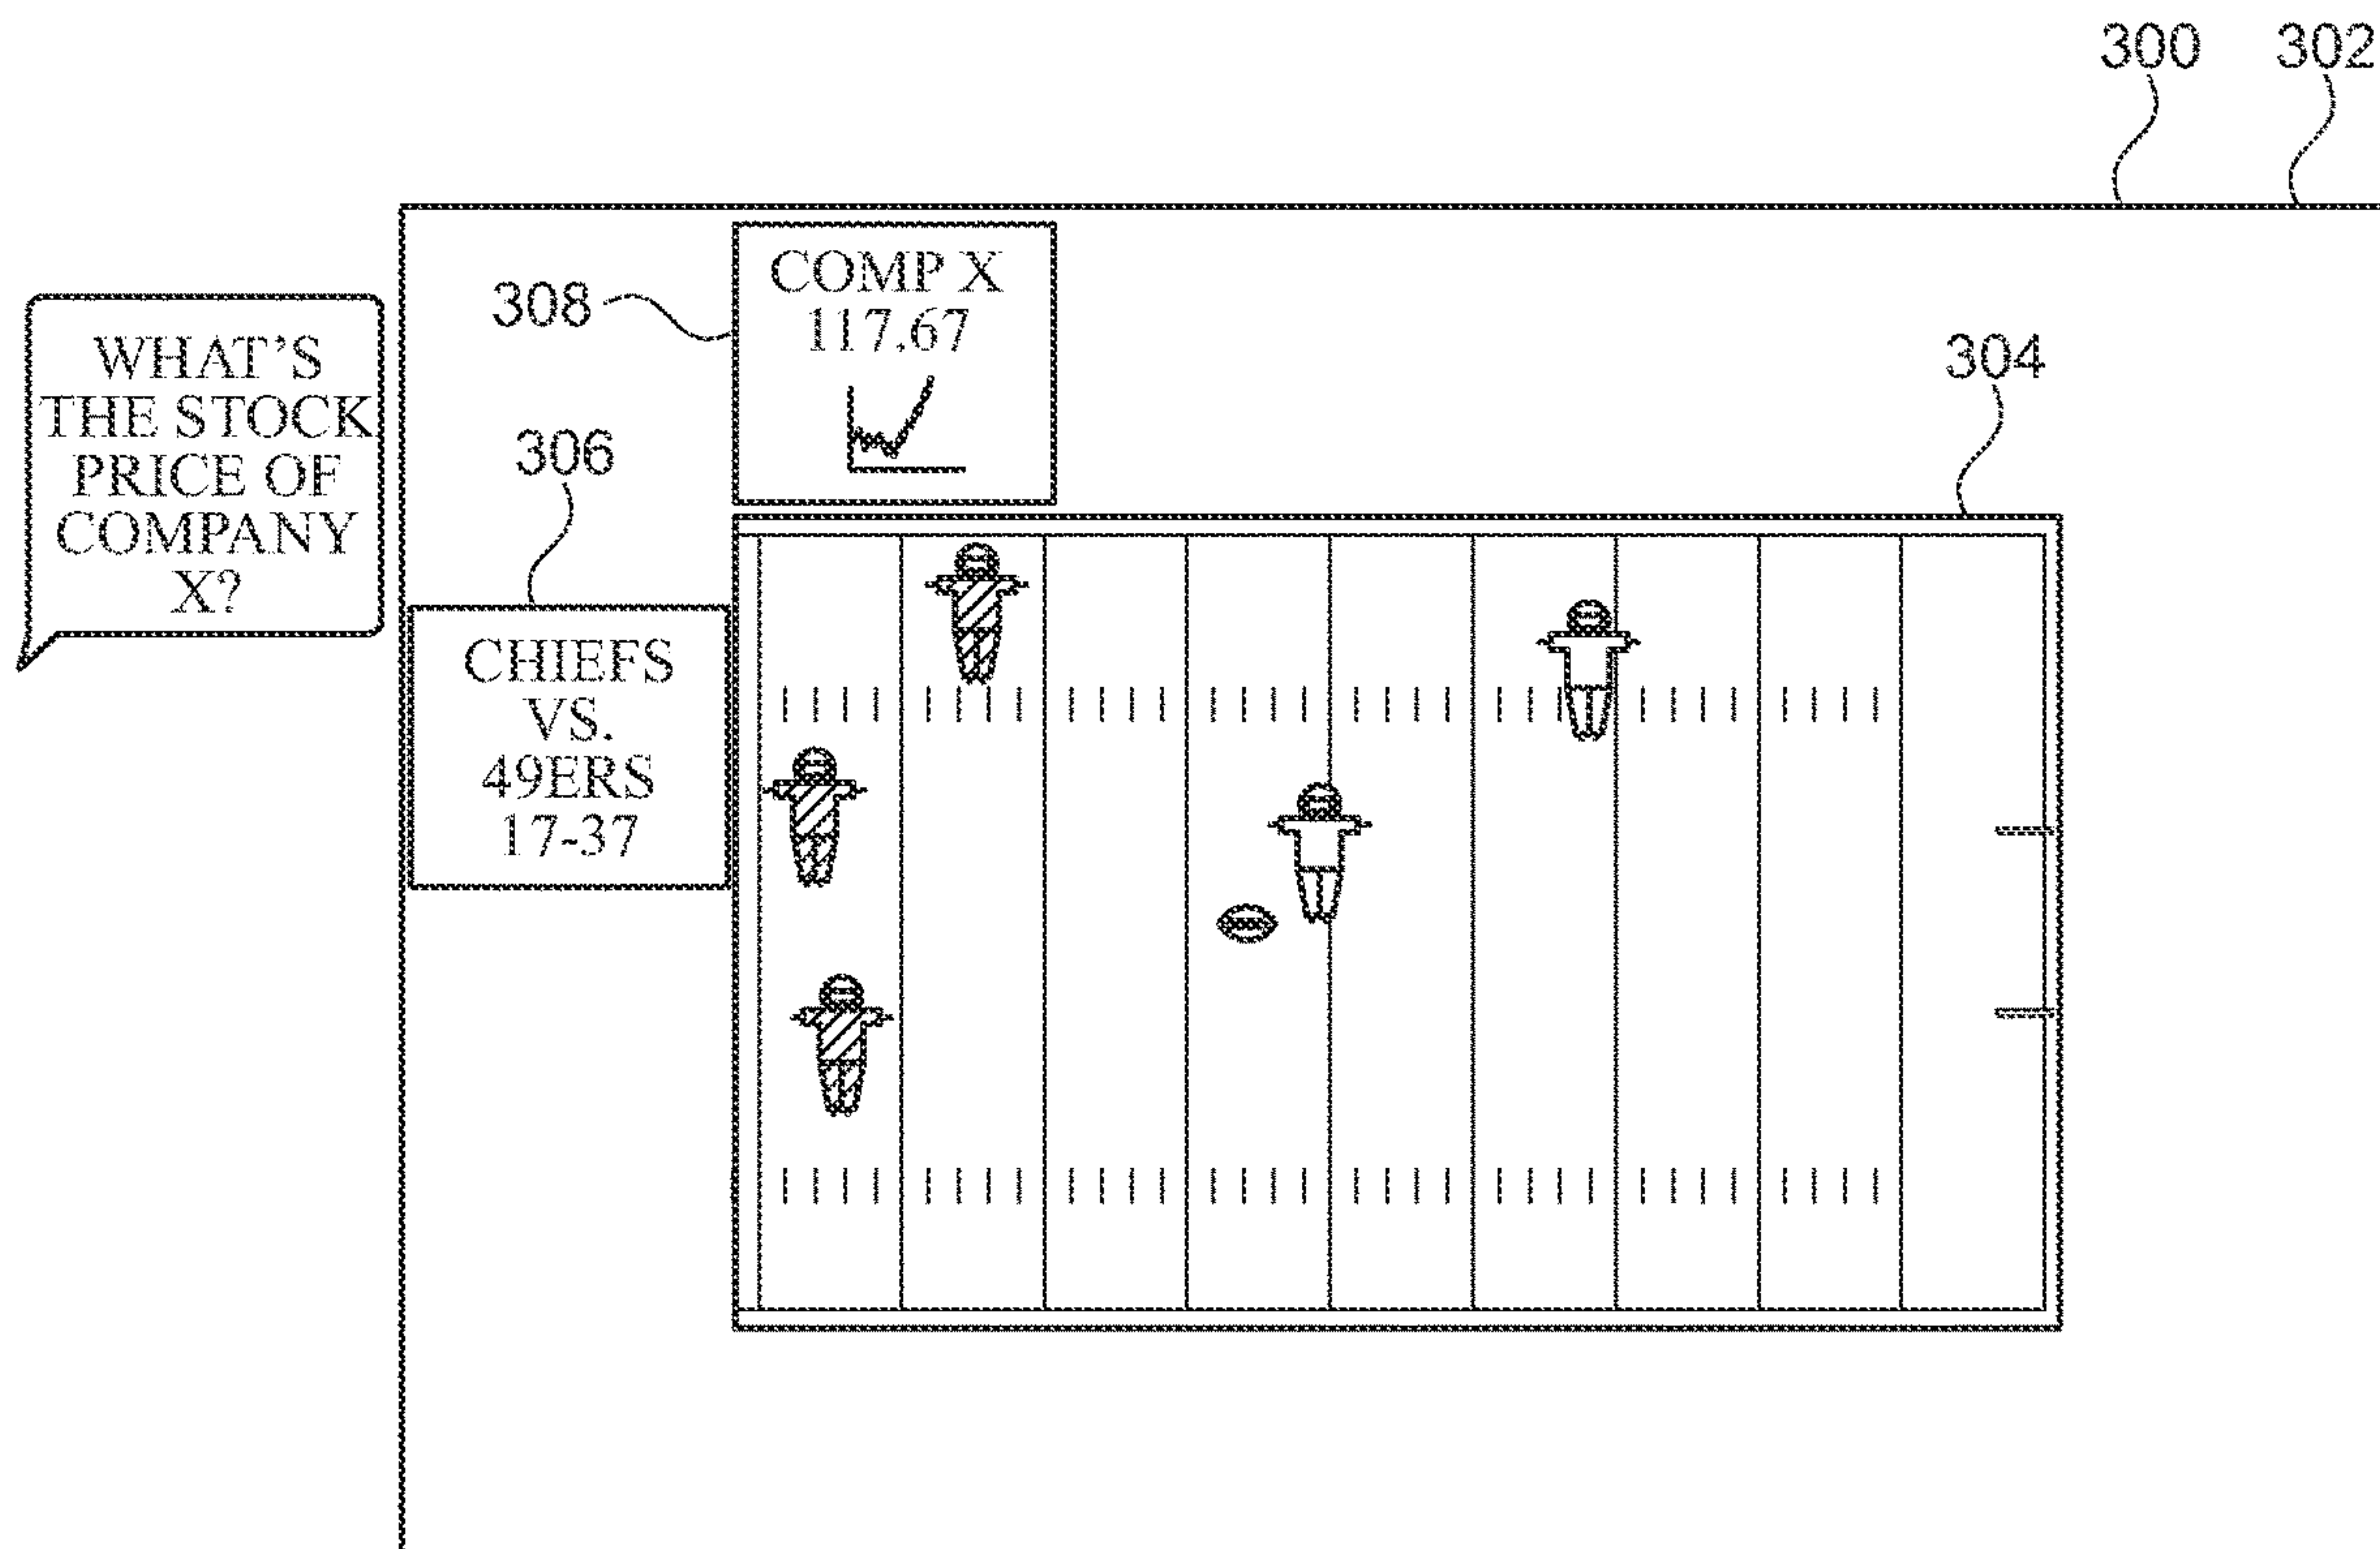 300 302
308
COMP X
117.67
304
WHAT'S
THE STOCK
PRICE OF
COMPANY
X?
306
CHIEFS
VS.
49ERS
17-37